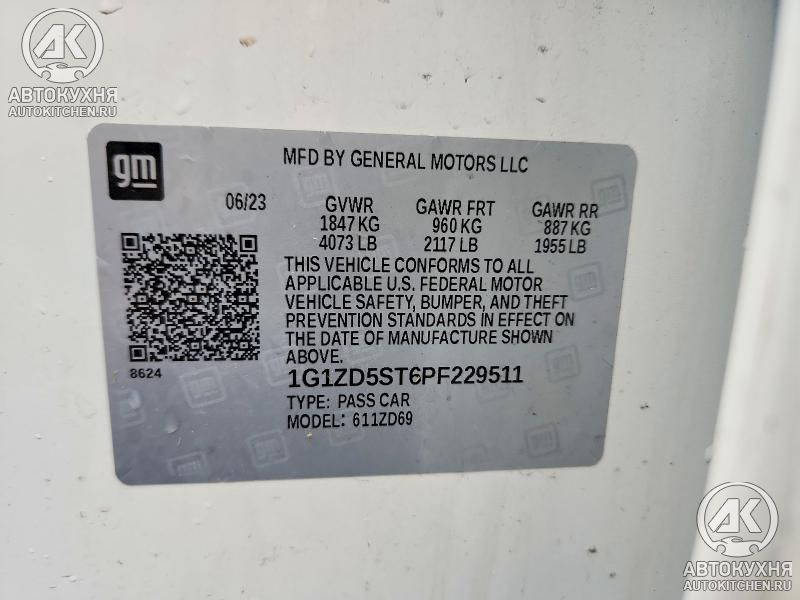 AK
АВТОКУХНЯ
AUTOKITCHEN.RU
gm
MFD BY GENERAL MOTORS LLC
06/23 GVWR GAWR FRT GAWR RR
1847 KG 960 KG 887 KG
4073 LB 2117 LB 1955 LB
THIS VEHICLE CONFORMS TO ALL
APPLICABLE U.S. FEDERAL MOTOR
VEHICLE SAFETY, BUMPER, AND THEFT
PREVENTION STANDARDS IN EFFECT ON
THE DATE OF MANUFACTURE SHOWN
ABOVE.
8624
1G1ZD5ST6PF229511
TYPE: PASS CAR
MODEL: 611ZD69
AK
АВТОКУХНЯ
AUTOKITCHEN.RU